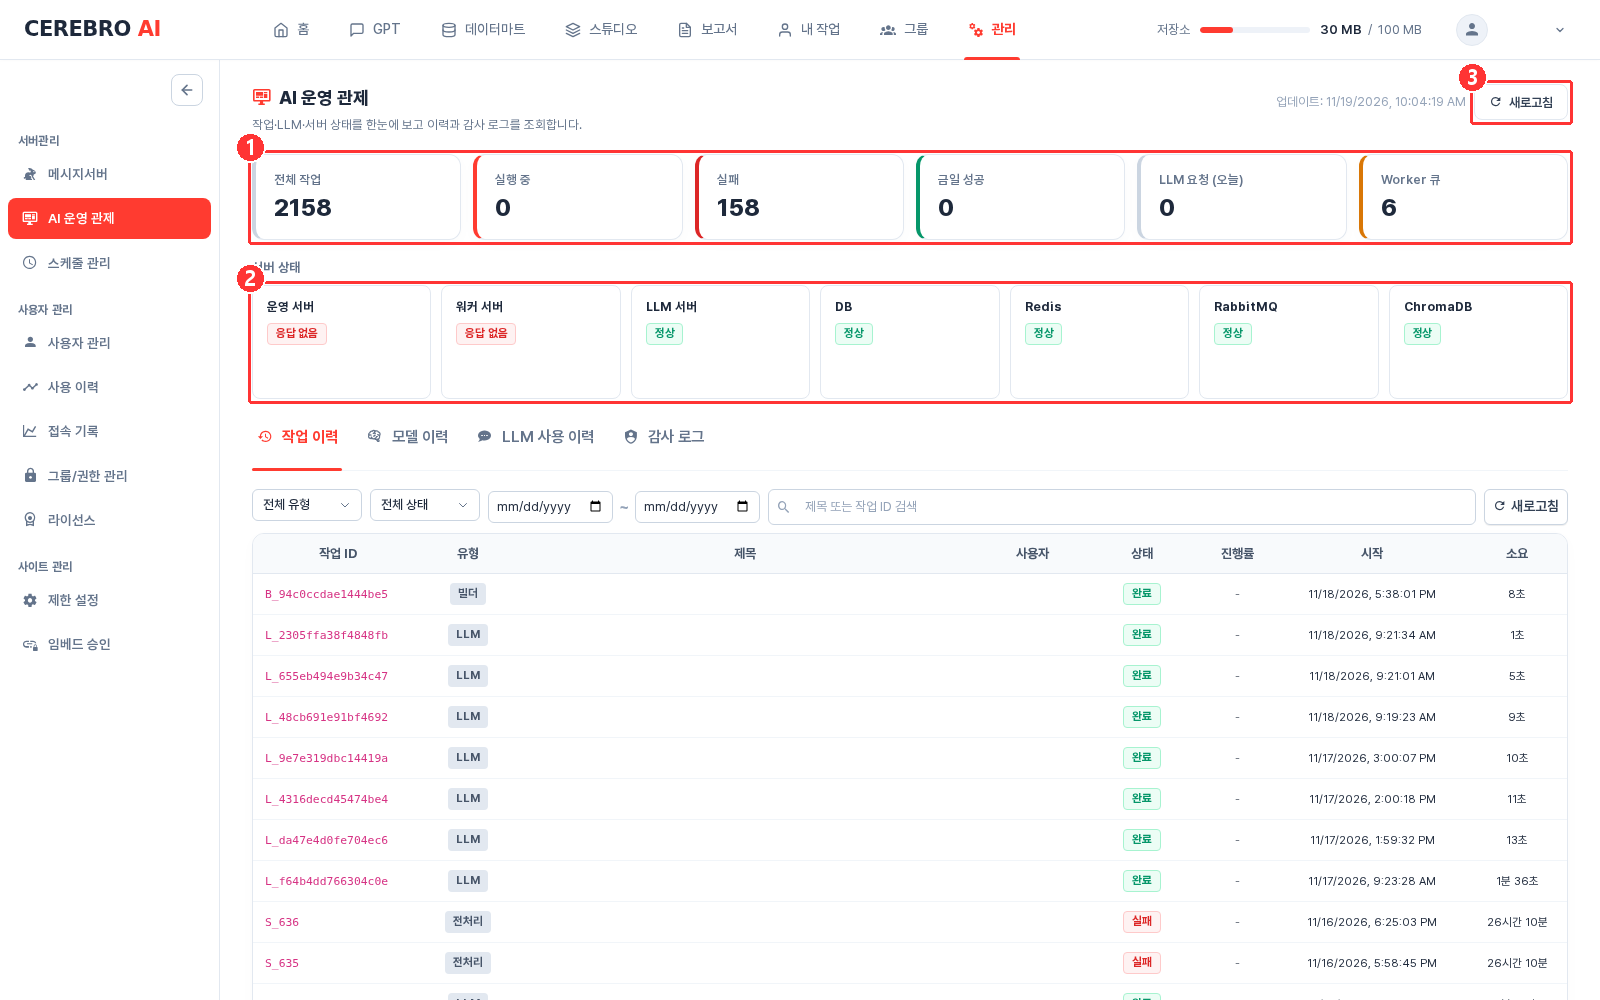 CEREBRO AI
홈
GPT
데이터마트
스튜디오
보고서
내 작업
그룹
관리
저장소
30 MB / 100 MB
서버관리
메시지서버
AI 운영 관제
스케줄 관리
사용자 관리
사용자 관리
사용 이력
접속 기록
그룹/권한 관리
라이선스
사이트 관리
제한 설정
임베드 승인
AI 운영 관제
작업·LLM·서버 상태를 한눈에 보고 이력과 감사 로그를 조회합니다.
업데이트: 11/19/2026, 10:04:19 AM
3
새로고침
1
전체 작업
2158
실행 중
0
실패
158
금일 성공
0
LLM 요청 (오늘)
0
Worker 큐
6
2
상태
운영 서버
응답 없음
워커 서버
응답 없음
LLM 서버
정상
DB
정상
Redis
정상
RabbitMQ
정상
ChromaDB
정상
작업 이력
모델 이력
LLM 사용 이력
감사 로그
전체 유형
전체 상태
mm/dd/yyyy ~ mm/dd/yyyy
제목 또는 작업 ID 검색
새로고침
작업 ID 유형 제목 사용자 상태 진행률 시작 소요
B_94c0ccdae1444be5 빌더 완료 - 11/18/2026, 5:38:01 PM 8초
L_2305ffa38f4848fb LLM 완료 - 11/18/2026, 9:21:34 AM 1초
L_655eb494e9b34c47 LLM 완료 - 11/18/2026, 9:21:01 AM 5초
L_48cb691e91bf4692 LLM 완료 - 11/18/2026, 9:19:23 AM 9초
L_9e7e319dbc14419a LLM 완료 - 11/17/2026, 3:00:07 PM 10초
L_4316decd45474be4 LLM 완료 - 11/17/2026, 2:00:18 PM 11초
L_da47e4d0fe704ec6 LLM 완료 - 11/17/2026, 1:59:32 PM 13초
L_f64b4dd766304c0e LLM 완료 - 11/17/2026, 9:23:28 AM 1분 36초
S_636 전처리 실패 - 11/16/2026, 6:25:03 PM 26시간 10분
S_635 전처리 실패 - 11/16/2026, 5:58:45 PM 26시간 10분